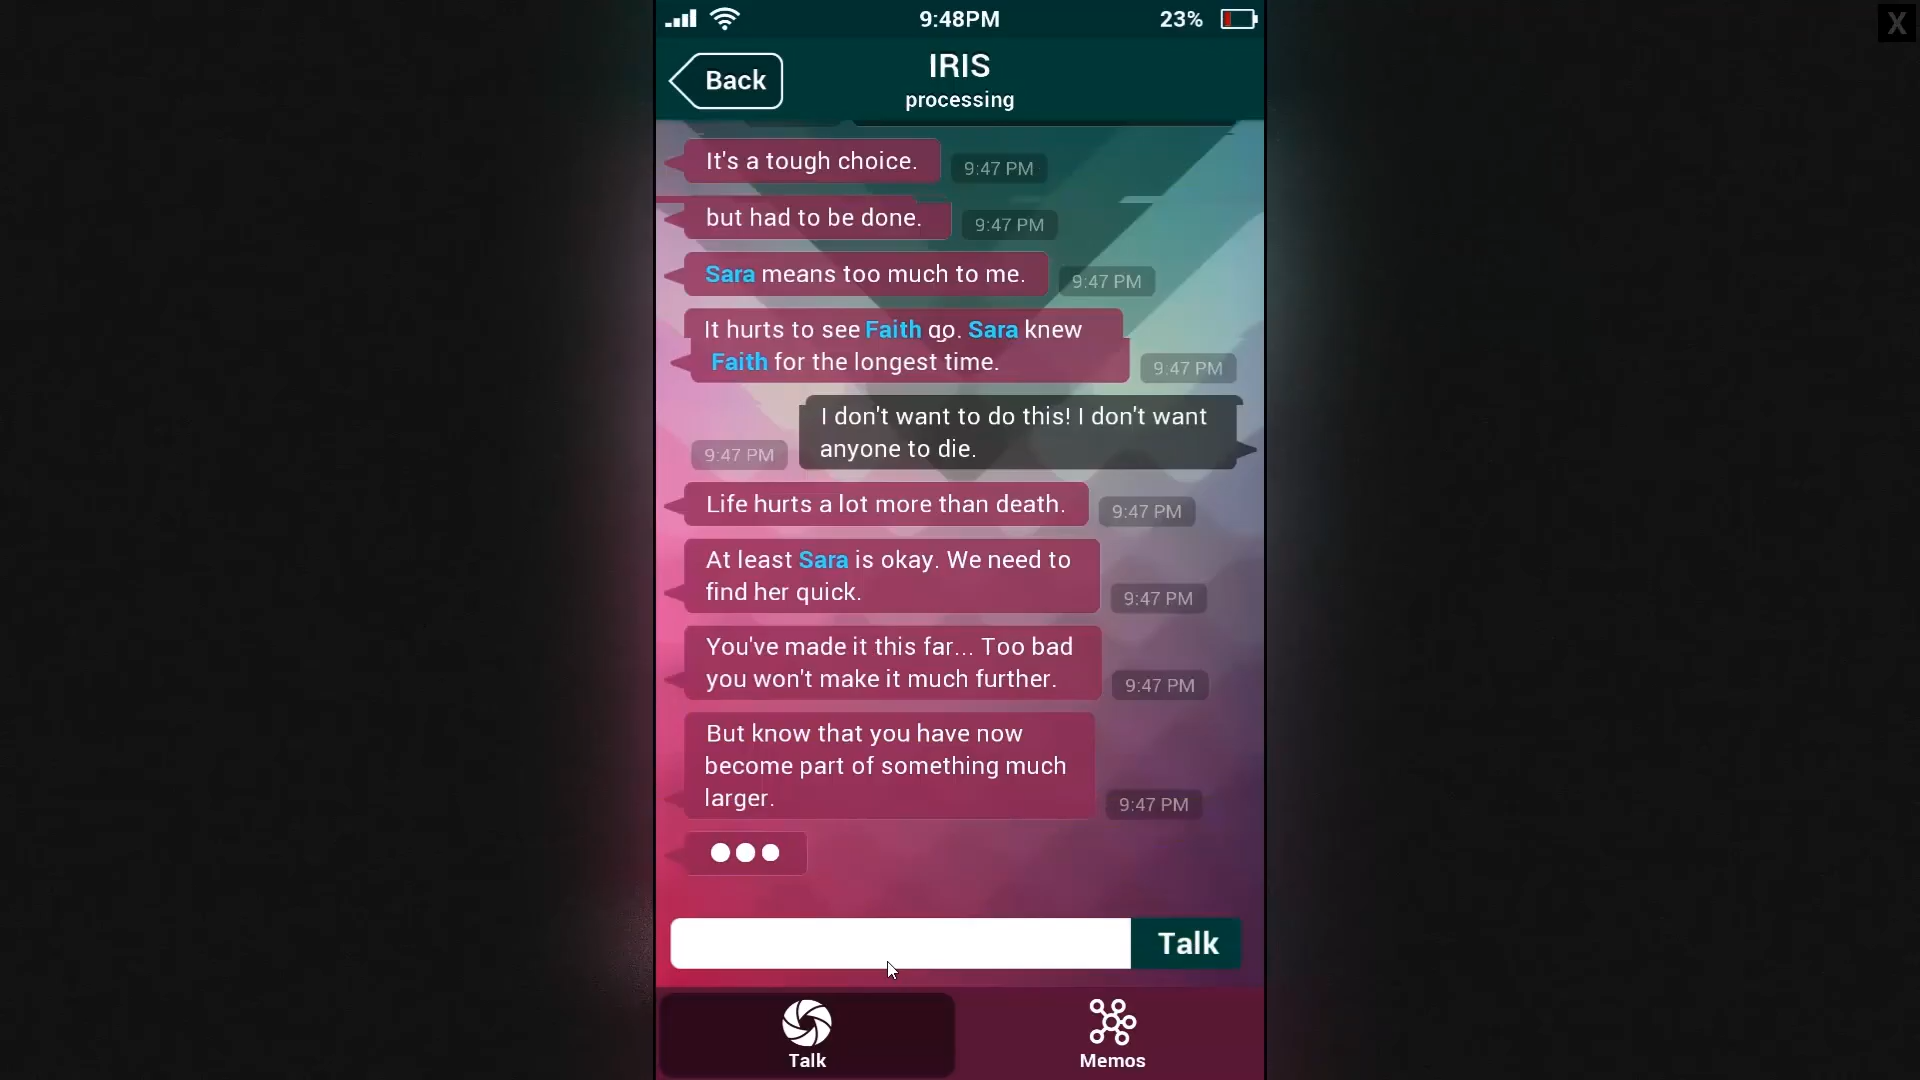 9:48PM
23%
X
Back
IRIS
processing
It's a tough choice.
9:47 PM
but had to be done.
9:47 PM
Sara means too much to me.
9:47 PM
It hurts to see Faith go. Sara knew
Faith for the longest time.
9:47 PM
I don't want to do this! I don't want
anyone to die.
9:47 PM
Life hurts a lot more than death.
9:47 PM
At least Sara is okay. We need to
find her quick.
9:47 PM
You've made it this far... Too bad
you won't make it much further.
9:47 PM
But know that you have now
become part of something much
larger.
9:47 PM
Talk
Talk
Memos